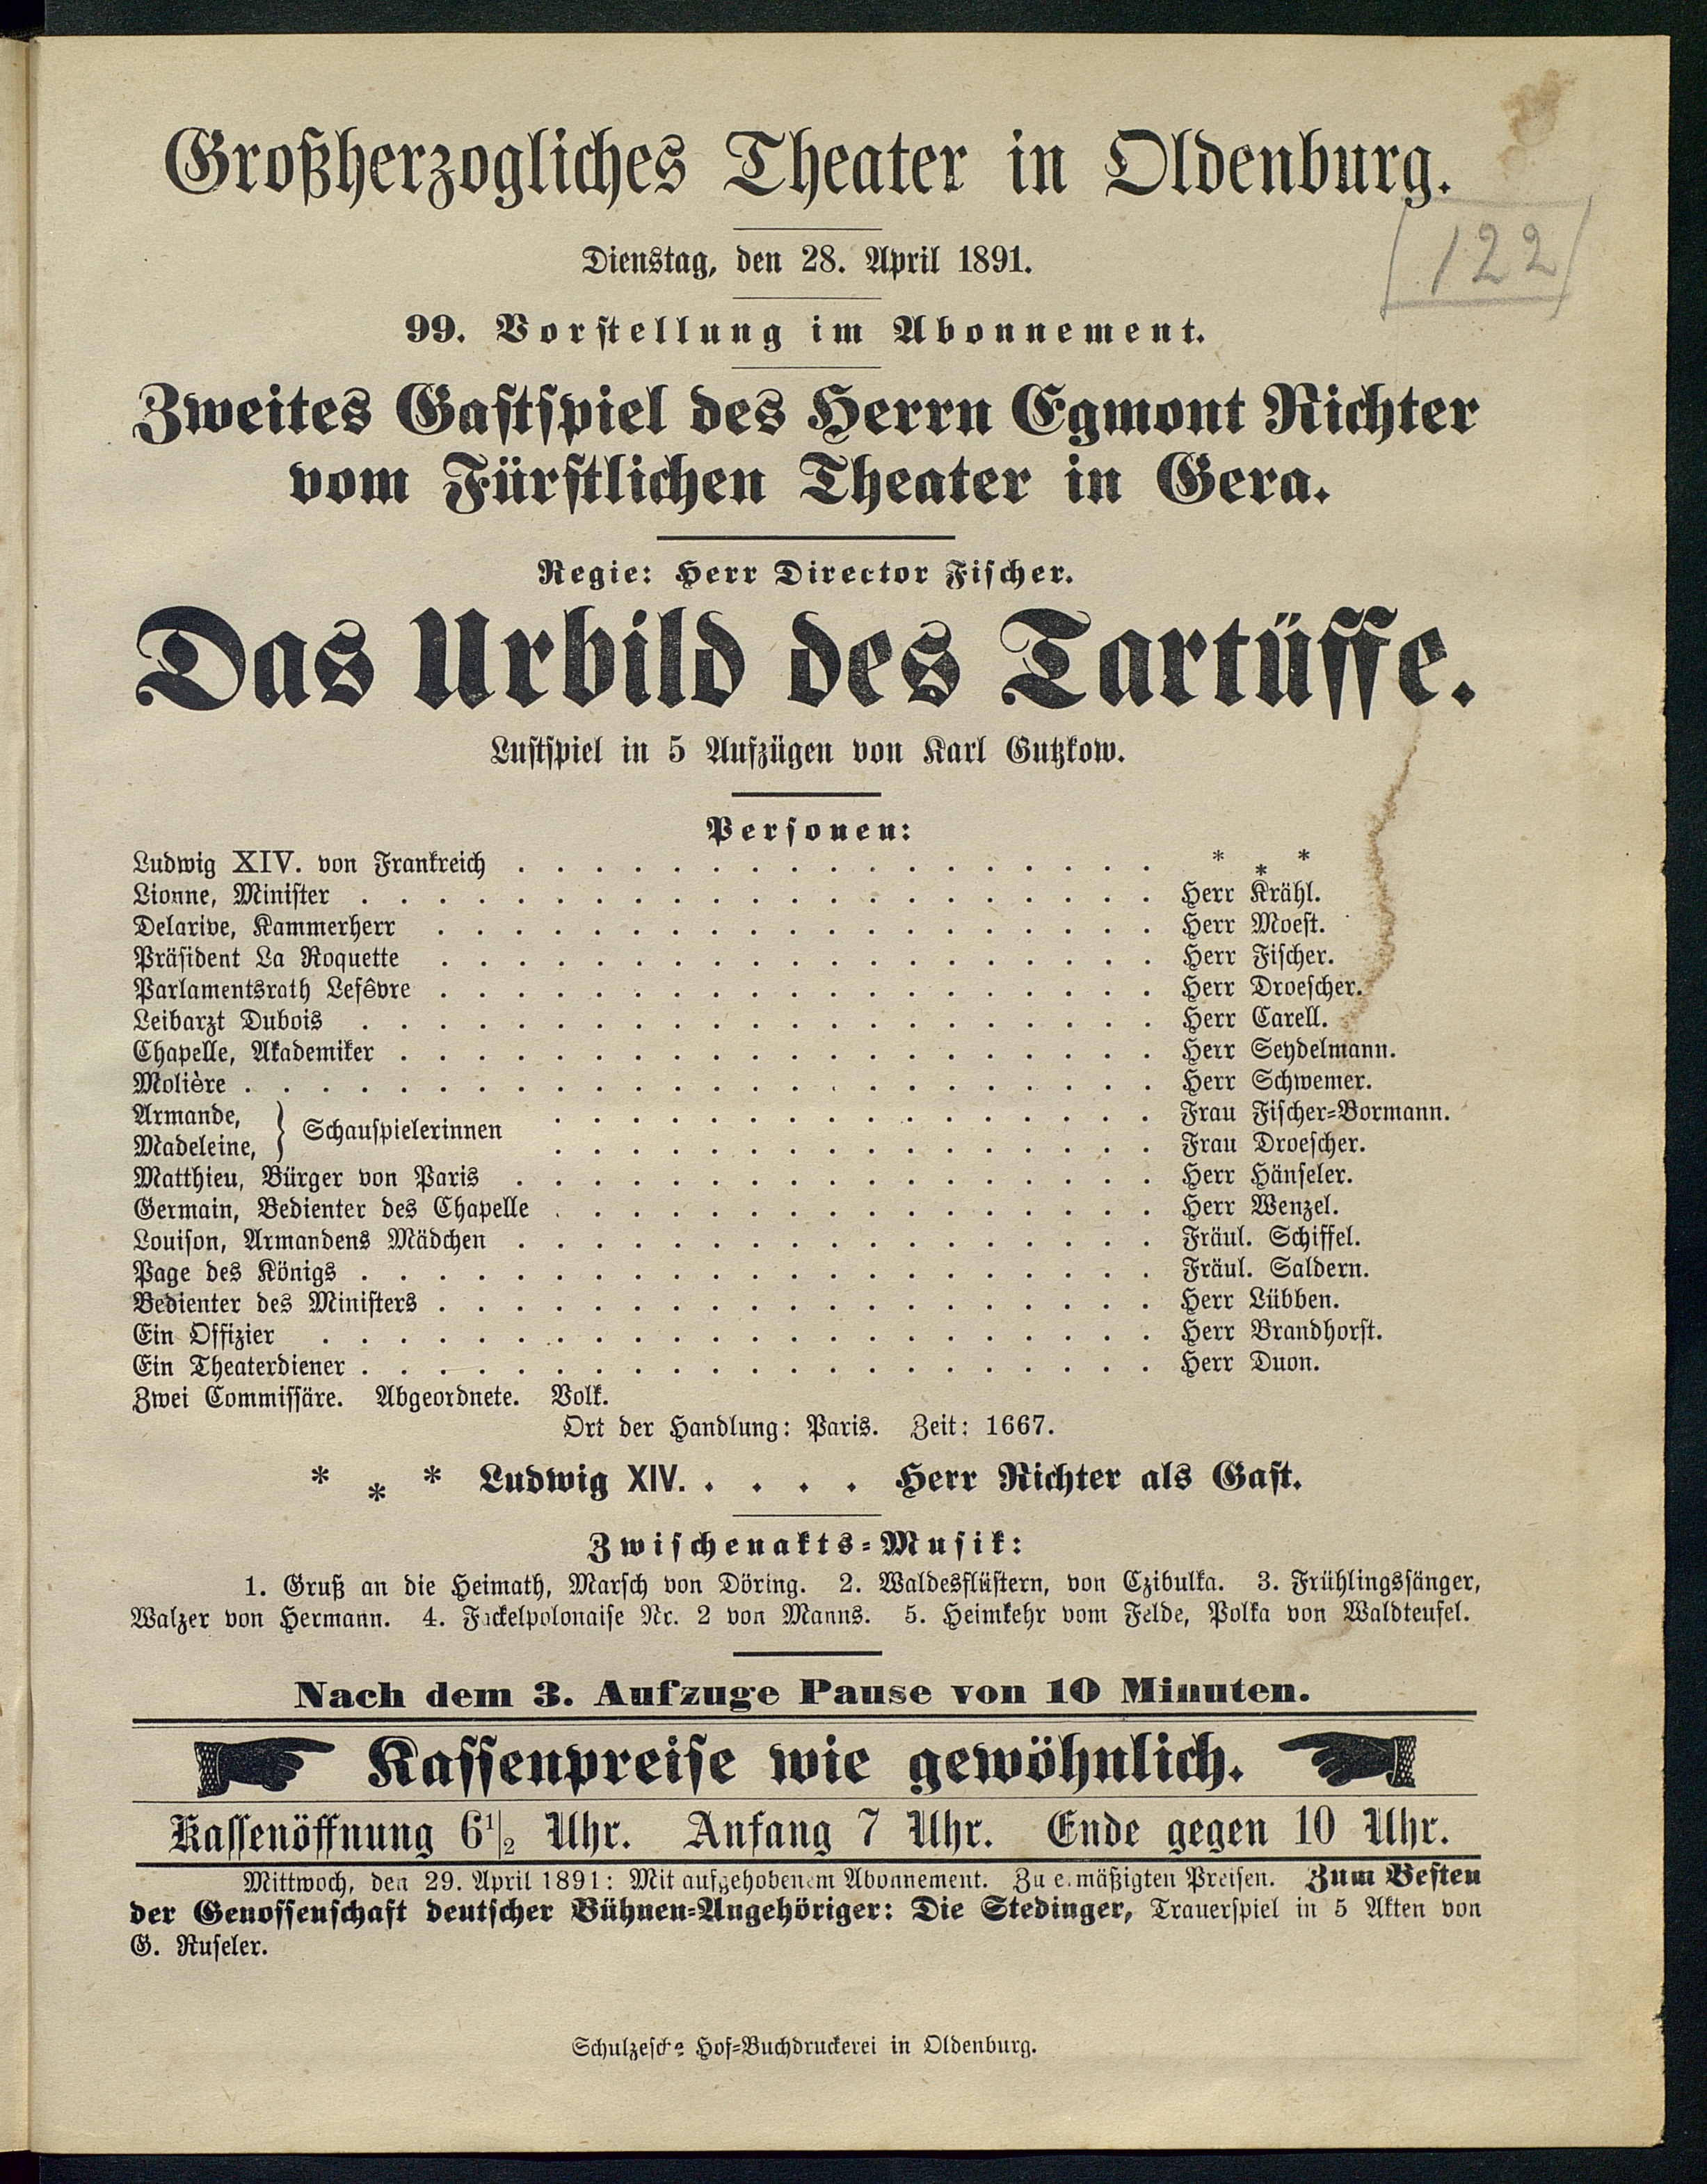 Großherzogliches Theater in Oldenburg.
122
Dienstag, den 28. April 1891.
99. Vorstellung im Abonnement.
Zweites Gastspiel des Herrn Egmont Richter
vom Fürstlichen Theater in Gera.
Regie: Herr Director Fischer.
Das Urbild des Tartüffe.
Lustspiel in 5 Aufzügen von Karl Gutzkow.
Personen:
Ludwig XIV. von Frankreich . . . . . . . . . . . . . . . . . * * *
Lionne, Minister . . . . . . . . . . . . . . . . . . . . . Herr Krähl.
Delarive, Kammerherr . . . . . . . . . . . . . . . . . . . Herr Moest.
Präsident La Roquette . . . . . . . . . . . . . . . . . . . Herr Fischer.
Parlamentsrath Lefêvre . . . . . . . . . . . . . . . . . . . Herr Droescher.
Leibarzt Dubois . . . . . . . . . . . . . . . . . . . . . Herr Carell.
Chapelle, Akademiker . . . . . . . . . . . . . . . . . . . . Herr Seydelmann.
Molière . . . . . . . . . . . . . . . . . . . . . . . . Herr Schwemer.
Armande, } Schauspielerinnen . . . . . . . . . . . . . . . . Frau Fischer-Bormann.
Madeleine, } . . . . . . . . . . . . . . . . Frau Droescher.
Matthieu, Bürger von Paris . . . . . . . . . . . . . . . . . Herr Hänseler.
Germain, Bedienter des Chapelle . . . . . . . . . . . . . . . . Herr Wenzel.
Louison, Armandens Mädchen . . . . . . . . . . . . . . . . . Fräul. Schiffel.
Page des Königs . . . . . . . . . . . . . . . . . . . . . Fräul. Saldern.
Bedienter des Ministers . . . . . . . . . . . . . . . . . . . Herr Lübben.
Ein Offizier . . . . . . . . . . . . . . . . . . . . . . Herr Brandhorst.
Ein Theaterdiener . . . . . . . . . . . . . . . . . . . . . Herr Duon.
Zwei Commissäre. Abgeordnete. Volk.
Ort der Handlung: Paris. Zeit: 1667.
* * * Ludwig XIV. . . . . Herr Richter als Gast.
Zwischenakts-Musik:
1. Gruß an die Heimath, Marsch von Döring. 2. Waldesflüstern, von Czibulka. 3. Frühlingssänger,
Walzer von Hermann. 4. Fackelpolonaise Nr. 2 von Manns. 5. Heimkehr vom Felde, Polka von Waldteufel.
Nach dem 3. Aufzuge Pause von 10 Minuten.
Kassenpreise wie gewöhnlich.
Kassenöffnung 6 1/2 Uhr. Anfang 7 Uhr. Ende gegen 10 Uhr.
Mittwoch, den 29. April 1891: Mit aufgehobenem Abonnement. Zu ermäßigten Preisen. Zum Besten
der Genossenschaft deutscher Bühnen-Angehöriger: Die Stedinger, Trauerspiel in 5 Akten von
G. Ruseler.
Schulzesche Hof-Buchdruckerei in Oldenburg.